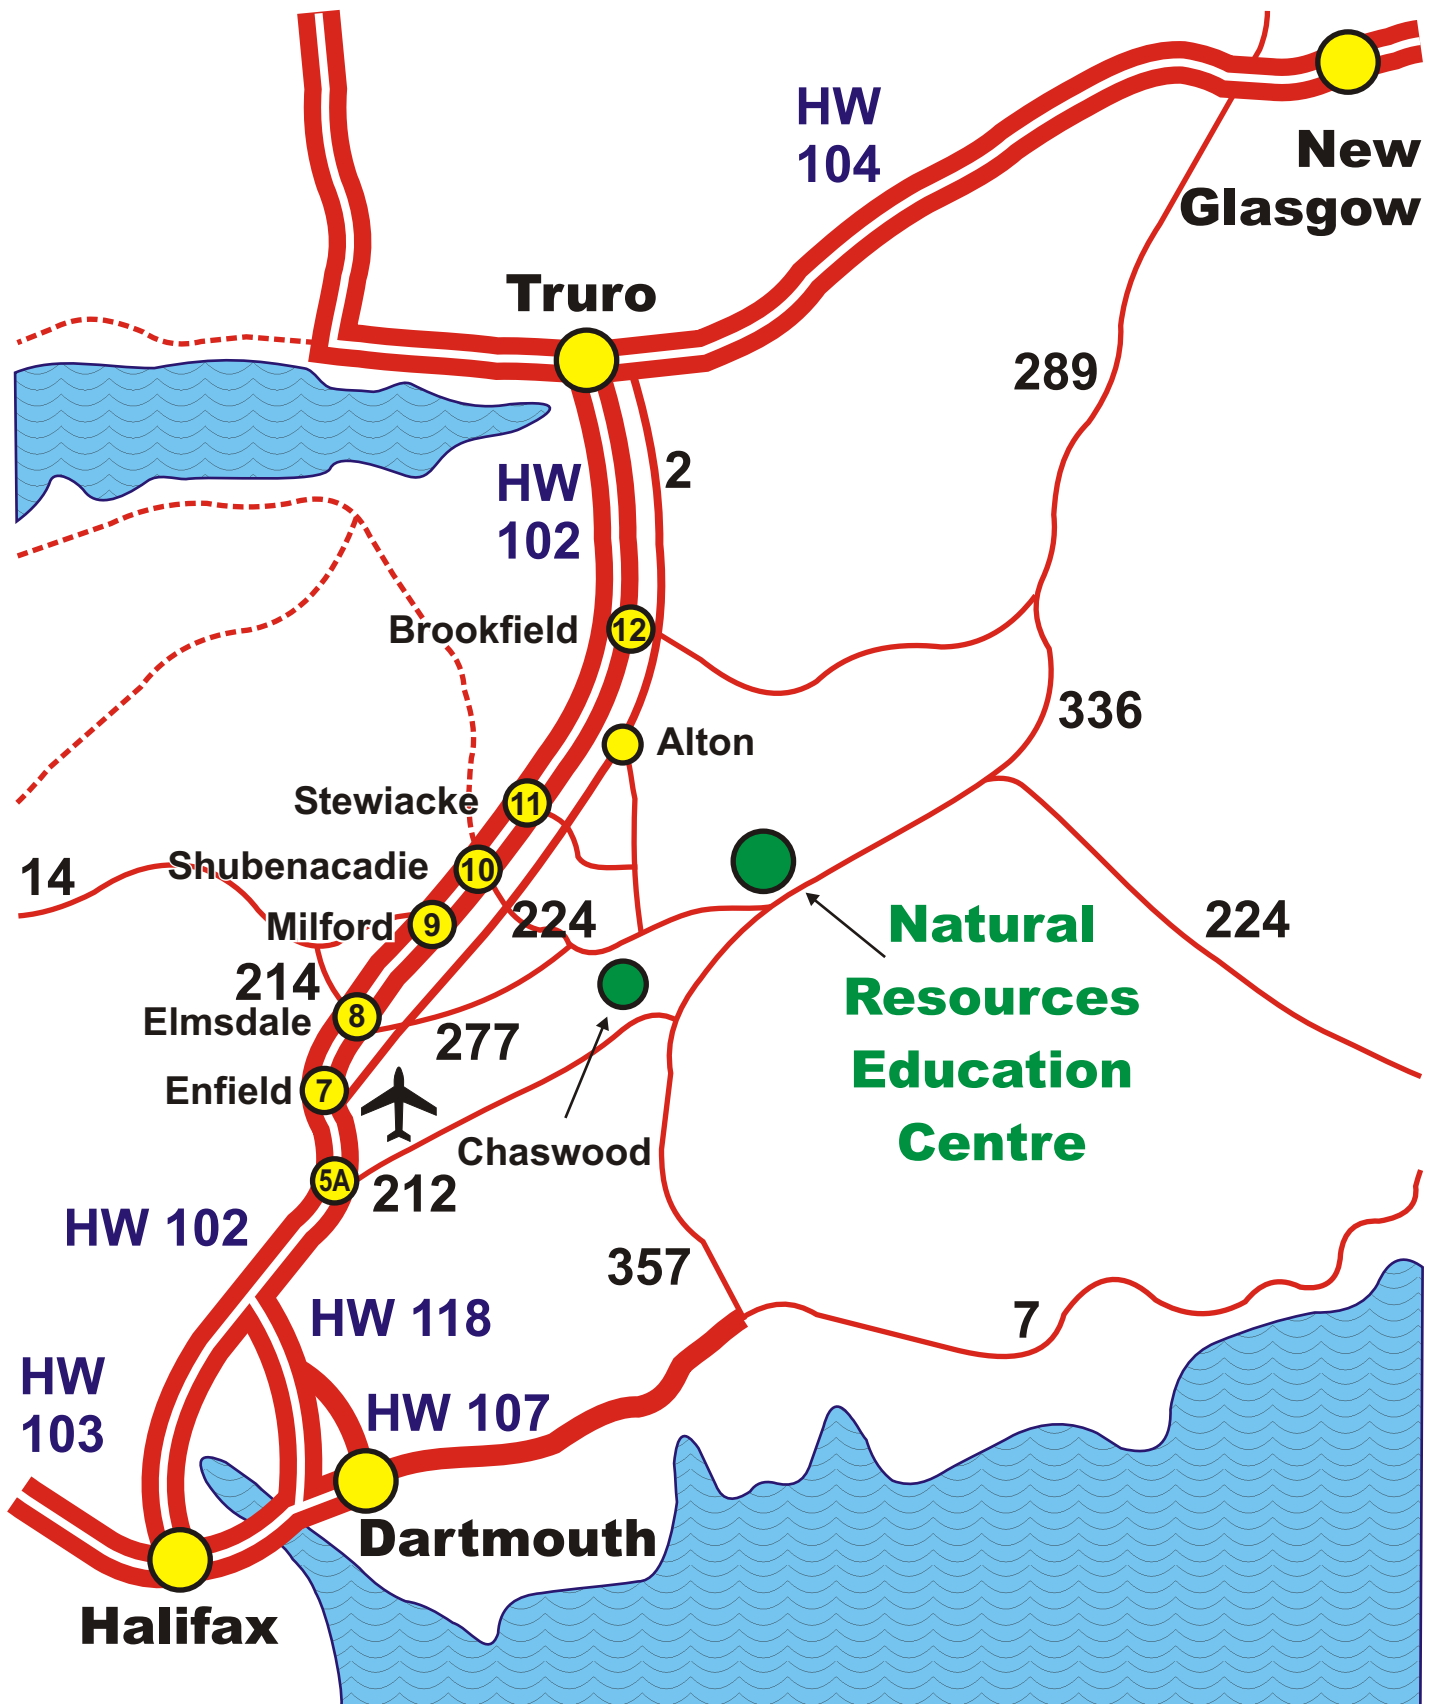 HW
104
New
Glasgow
Truro
289
2
HW
102
Brookfield
12
336
Alton
Stewiacke
11
14
Shubenacadie
10
Milford
9
224
Natural
Resources
Education
Centre
224
214
Elmsdale
8
277
Enfield
7
Chaswood
5A
212
HW 102
357
HW 118
7
HW
103
HW 107
Dartmouth
Halifax